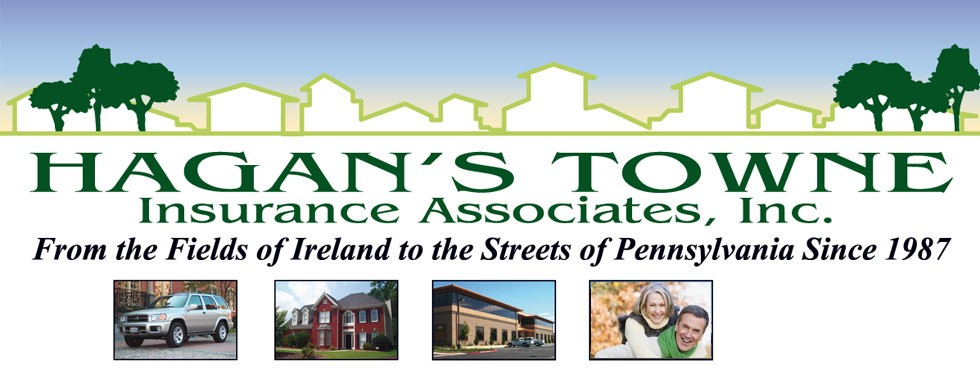 HAGAN'S TOWNE
Insurance Associates, Inc.
From the Fields of Ireland to the Streets of Pennsylvania Since 1987